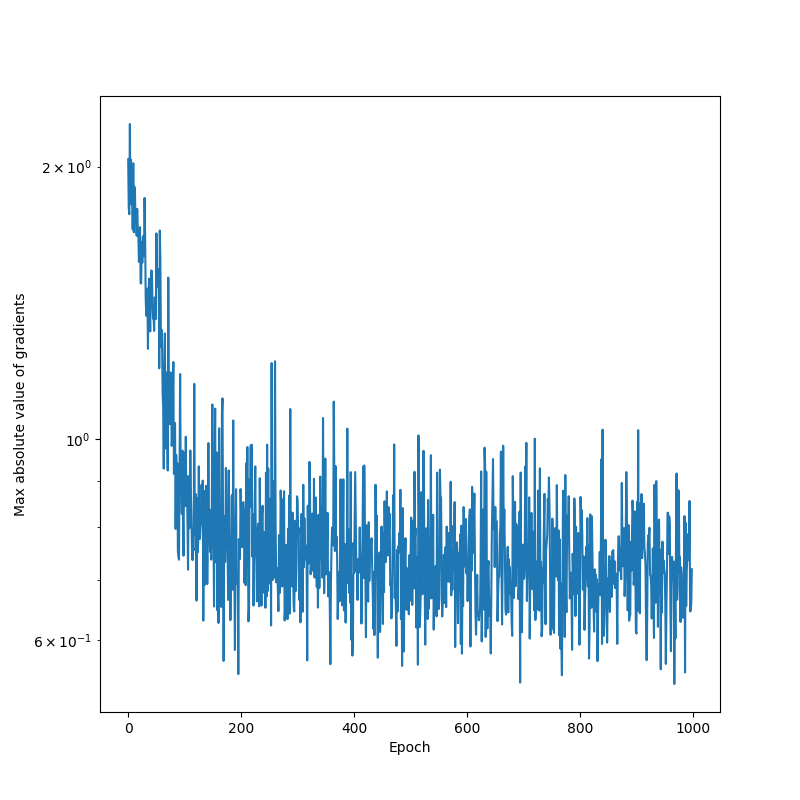 Max absolute value of gradients
2 × 10⁰
10⁰
6 × 10⁻¹
0 200 400 600 800 1000
Epoch